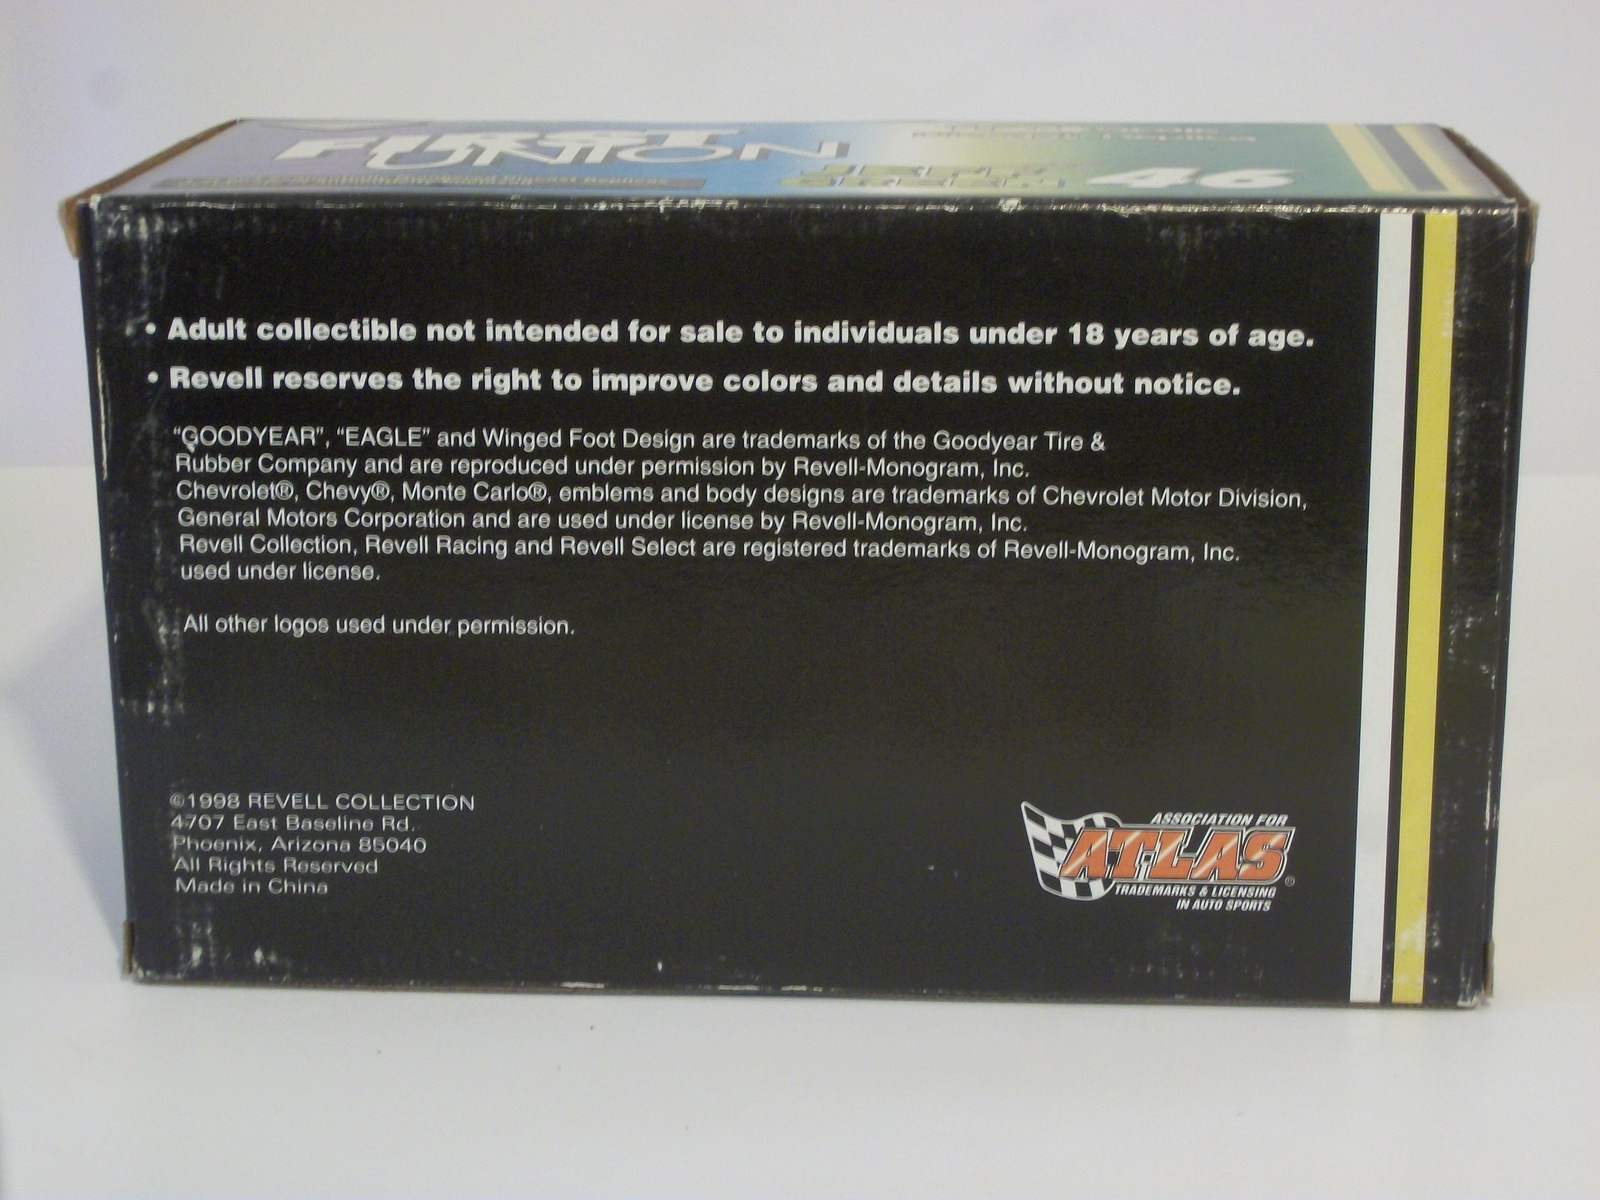 FIRST
UNION
JEFF
GREEN
46
• Adult collectible not intended for sale to individuals under 18 years of age.
• Revell reserves the right to improve colors and details without notice.
“GOODYEAR”, “EAGLE” and Winged Foot Design are trademarks of the Goodyear Tire &
Rubber Company and are reproduced under permission by Revell-Monogram, Inc.
Chevrolet®, Chevy®, Monte Carlo®, emblems and body designs are trademarks of Chevrolet Motor Division,
General Motors Corporation and are used under license by Revell-Monogram, Inc.
Revell Collection, Revell Racing and Revell Select are registered trademarks of Revell-Monogram, Inc.
used under license.
All other logos used under permission.
©1998 REVELL COLLECTION
4707 East Baseline Rd.
Phoenix, Arizona 85040
All Rights Reserved
Made in China
ASSOCIATION FOR
ATLAS®
TRADEMARKS & LICENSING
IN AUTO SPORTS